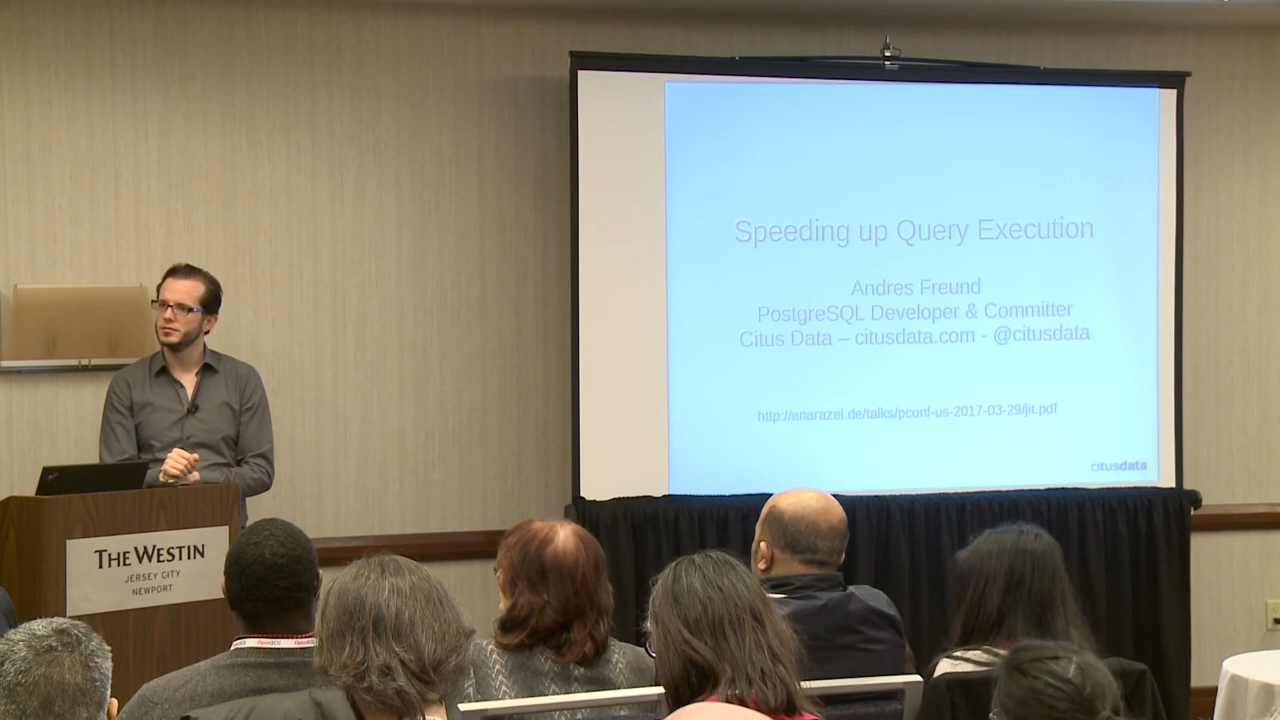 Speeding up Query Execution
Andres Freund
PostgreSQL Developer & Committer
Citus Data – citusdata.com - @citusdata
http://anarazel.de/talks/pconf-us-2017-03-29/jit.pdf
citusdata
THE WESTIN
JERSEY CITY
NEWPORT
OpenSCG